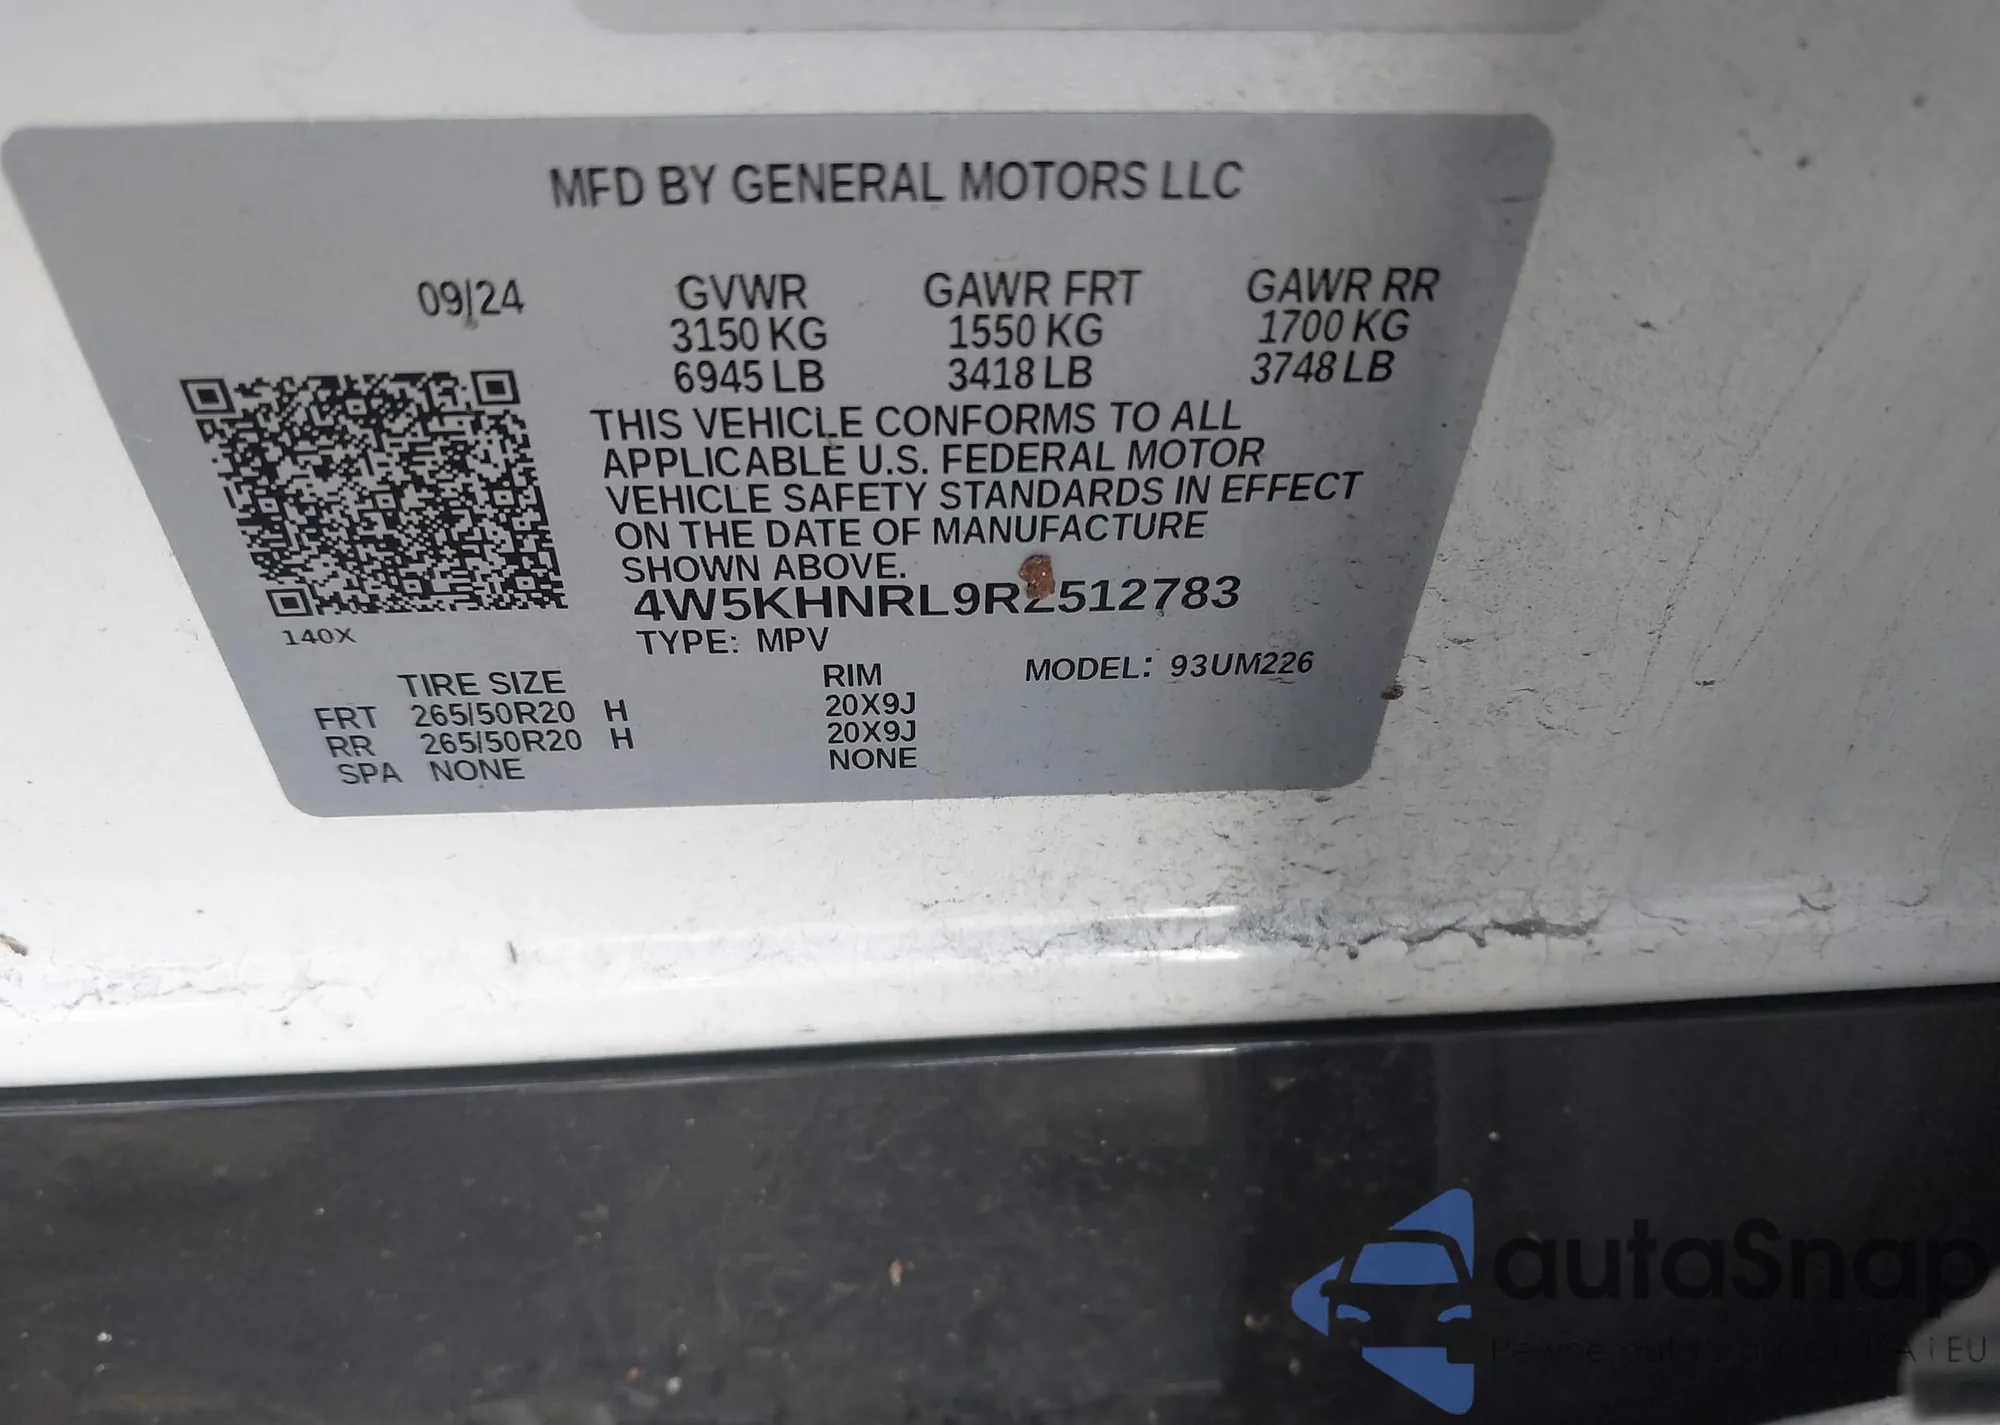 MFD BY GENERAL MOTORS LLC
09/24 GVWR GAWR FRT GAWR RR
3150 KG 1550 KG 1700 KG
6945 LB 3418 LB 3748 LB
THIS VEHICLE CONFORMS TO ALL
APPLICABLE U.S. FEDERAL MOTOR
VEHICLE SAFETY STANDARDS IN EFFECT
ON THE DATE OF MANUFACTURE
SHOWN ABOVE.
4W5KHNRL9RZ512783
140X
TYPE: MPV
MODEL: 93UM226
TIRE SIZE RIM
FRT 265/50R20 H 20X9J
RR 265/50R20 H 20X9J
SPA NONE NONE
autaSnap
i EU